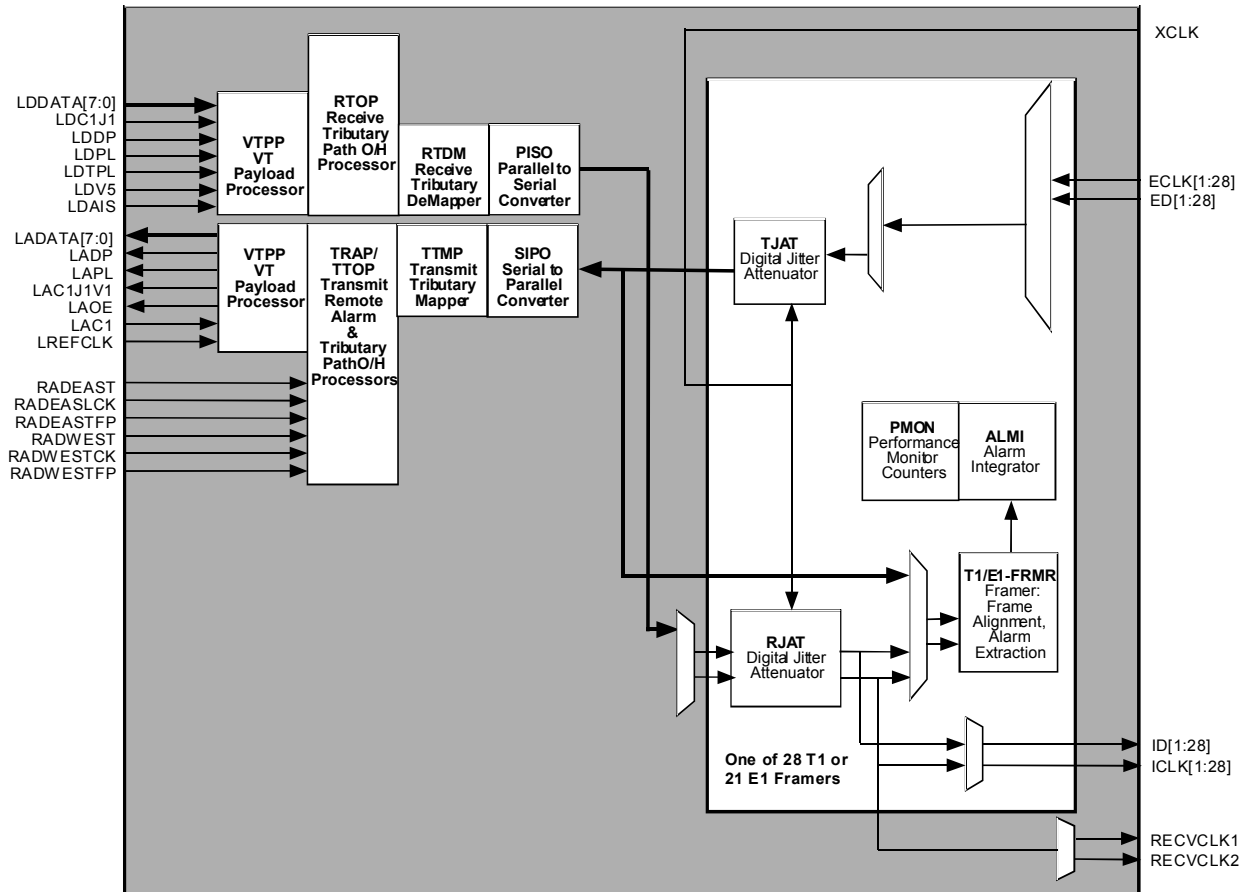 XCLK
LDDATA[7:0]
LDC1J1
LDDP
LDPL
LDTPL
LDV5
LDAIS
VTPP
VT
Payload
Processor
RTOP
Receive
Tributary
Path O/H
Processor
RTDM
Receive
Tributary
DeMapper
PISO
Parallel to
Serial
Converter
ECLK[1:28]
ED[1:28]
LADATA[7:0]
LADP
LAPL
LAC1J1V1
LAOE
LAC1
LREFCLK
VTPP
VT
Payload
Processor
TRAP/
TTOP
Transmit
Remote
Alarm
&
Tributary
PathO/H
Processors
TTMP
Transmit
Tributary
Mapper
SIPO
Serial to
Parallel
Converter
TJAT
Digital Jitter
Attenuator
RADEAST
RADEASLCK
RADEASTFP
RADWEST
RADWESTCK
RADWESTFP
PMON
Performance
Monitor
Counters
ALMI
Alarm
Integrator
T1/E1-FRMR
Framer:
Frame
Alignment,
Alarm
Extraction
RJAT
Digital Jitter
Attenuator
One of 28 T1 or
21 E1 Framers
ID[1:28]
ICLK[1:28]
RECVCLK1
RECVCLK2